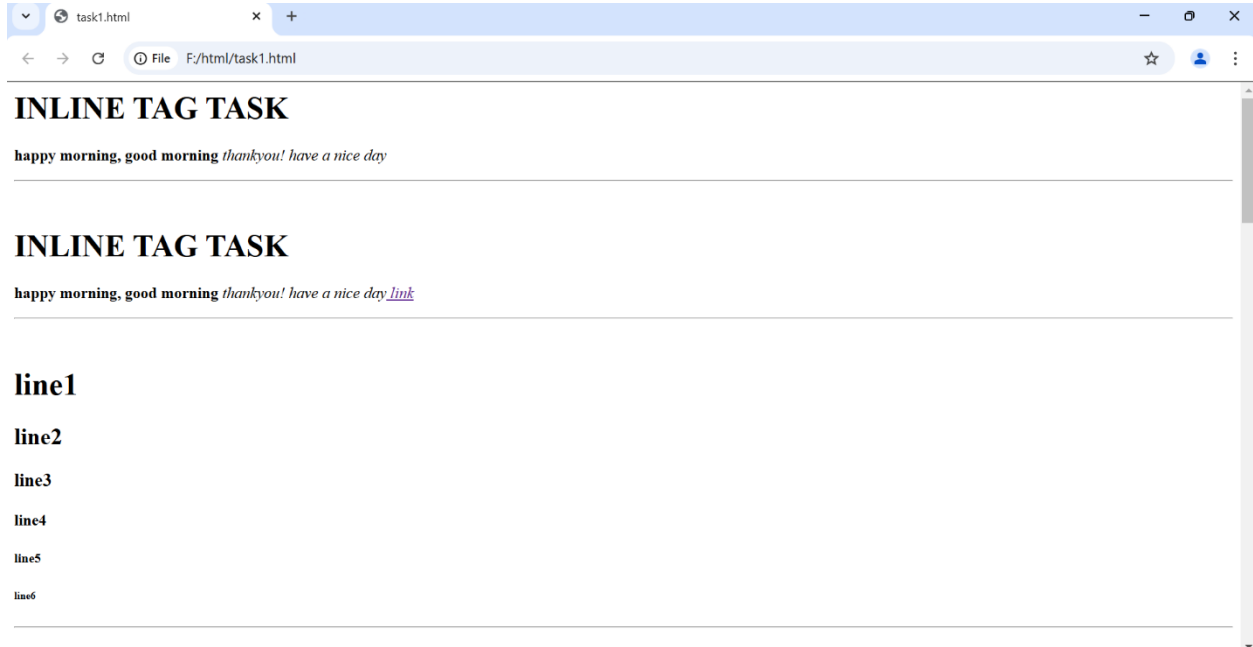 task1.html
File F:/html/task1.html
INLINE TAG TASK
happy morning, good morning thankyou! have a nice day
INLINE TAG TASK
happy morning, good morning thankyou! have a nice day link
line1
line2
line3
line4
line5
line6